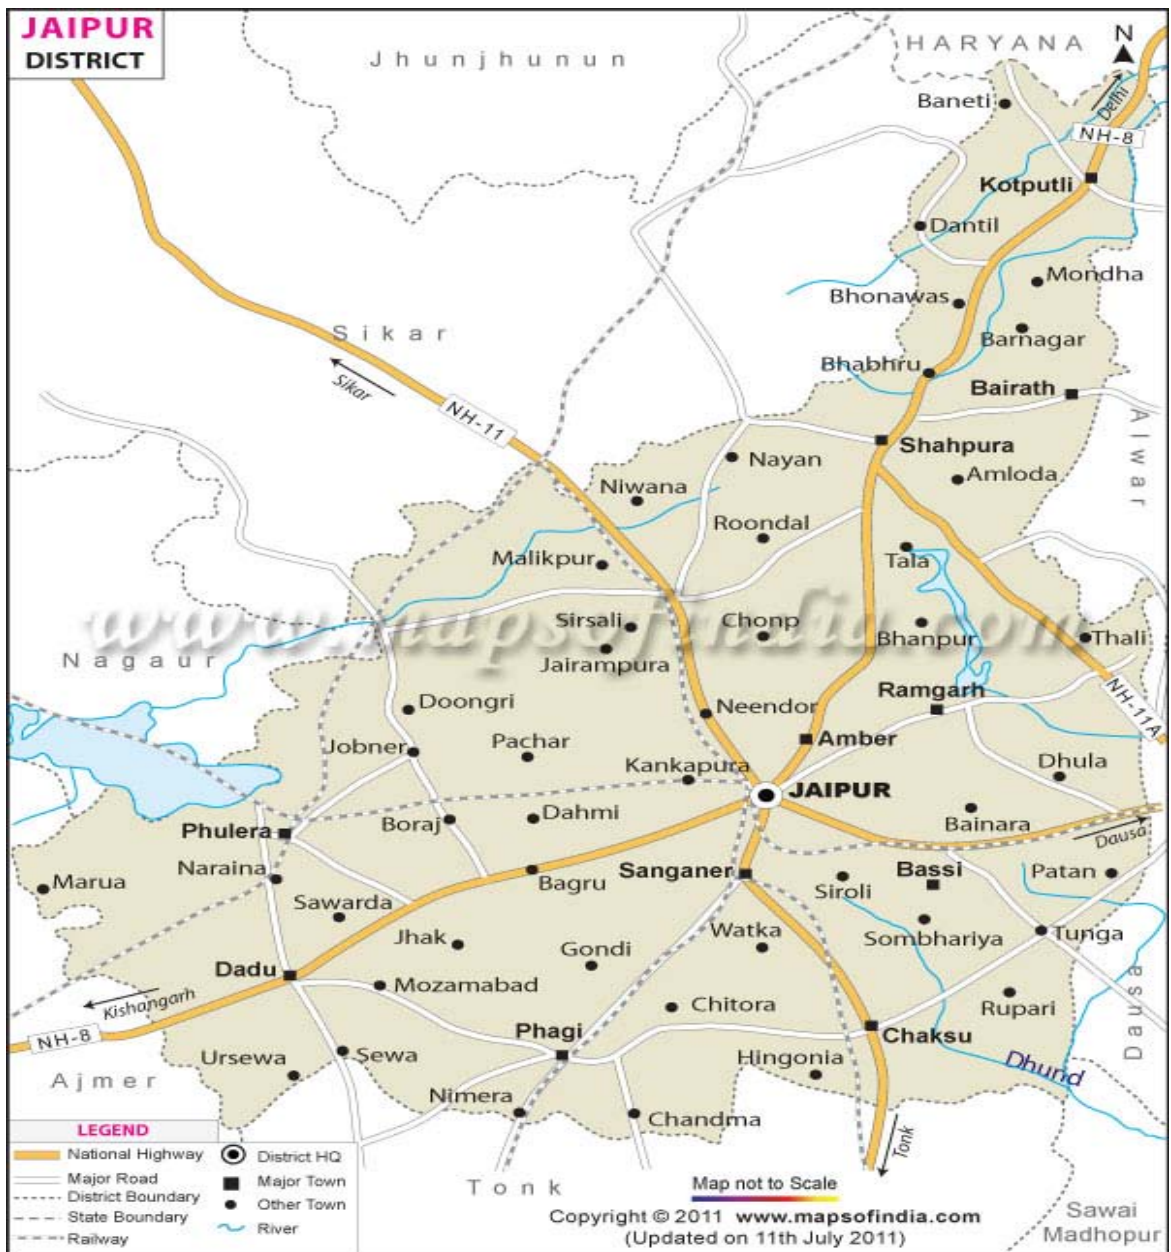 JAIPUR
DISTRICT
Jhunjhunun
HARYANA
N
Delhi
Baneti
NH-8
Kotputli
Dantil
Mondha
Bhonawas
Sikar
Barnagar
Bhabhru
Sikar
Bairath
NH-11
Alwar
Shahpura
Nayan
Amloda
Niwana
Roondal
Malikpur
Tala
www.mapsofindia.com
Sirsali
Chonp
Bhanpur
Thali
Nagaur
Jairampura
Ramgarh
Doongri
Neendor
NH-11A
Jobner
Pachar
Amber
Kankapura
Dhula
JAIPUR
Phulera
Boraj
Dahmi
Bainara
Dausa
Naraina
Sanganer
Bassi
Patan
Marua
Bagru
Siroli
Sawarda
Jhak
Watka
Sombhariya
Tunga
Gondi
Dadu
Mozamabad
Kishangarh
Chitora
Rupari
Dausa
NH-8
Phagi
Chaksu
Ursewa
Sewa
Hingonia
Dhund
Ajmer
Nimera
Chandma
Tonk
LEGEND
National Highway
District HQ
Major Road
Major Town
District Boundary
Other Town
State Boundary
River
Railway
Tonk
Map not to Scale
Copyright © 2011 www.mapsofindia.com
(Updated on 11th July 2011)
Sawai
Madhopur